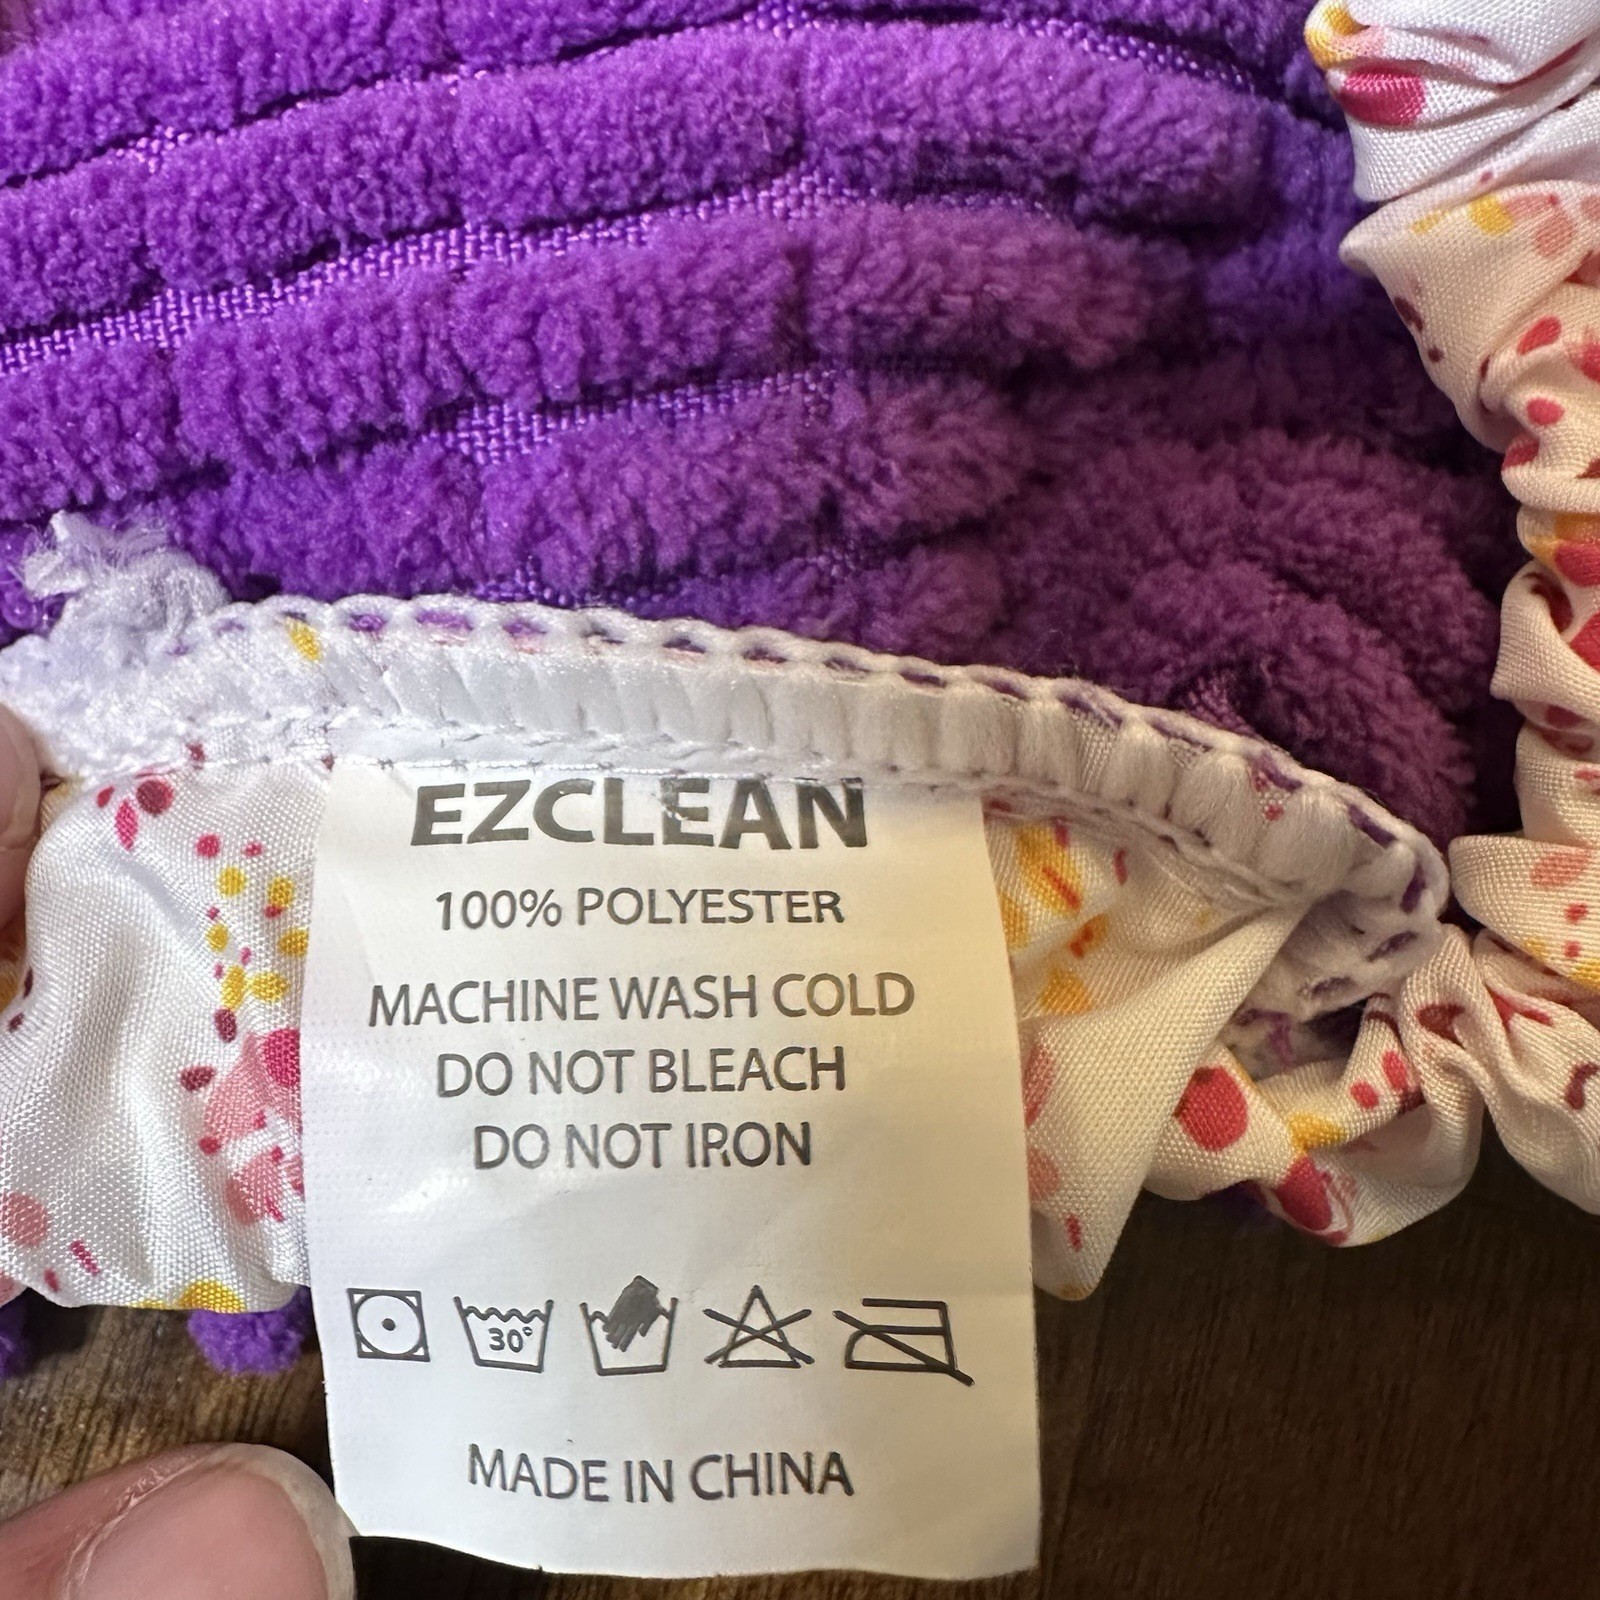 EZCLEAN
100% POLYESTER
MACHINE WASH COLD
DO NOT BLEACH
DO NOT IRON
30°
MADE IN CHINA